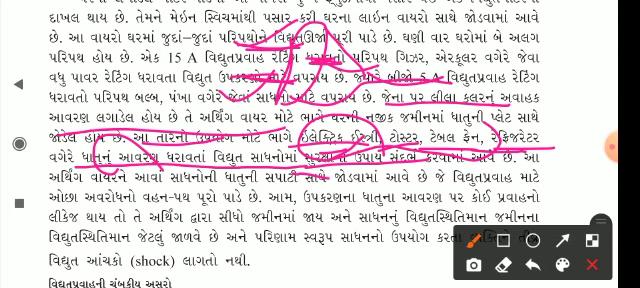 દાખલ થાય છે. તેમને મેઇન સ્વિચમાંથી પસાર કરી ઘરના લાઇન વાયરો સાથે જોડવામાં આવે
છે. આ વાયરો ઘરમાં જુદાં–જુદાં પરિપથોને વિદ્યુતઊર્જા પૂરી પાડે છે. ઘણી વાર ઘરોમાં બે અલગ
પરિપથ હોય છે. એક 15 A વિદ્યુતપ્રવાહ રેટિંગ ધરાવતો પરિપથ ગિઝર, એરકૂલર વગેરે જેવા
વધુ પાવર રેટિંગ ધરાવતા વિદ્યુત ઉપકરણો માટે વપરાય છે. જ્યારે બીજો 5 A વિદ્યુતપ્રવાહ રેટિંગ
ધરાવતો પરિપથ બલ્બ, પંખા વગેરે જેવાં સાધનો માટે વપરાય છે. જેના પર લીલા કલરનું અવાહક
આવરણ લગાડેલ હોય છે તે અર્થિંગ વાયર મોટે ભાગે ઘરની નજીક જમીનમાં ધાતુની પ્લેટ સાથે
જોડેલ હોય છે. આ તારનો ઉપયોગ મોટે ભાગે ઇલેક્ટ્રિક ઇસ્ત્રી, ટોસ્ટર, ટેબલ ફૅન, રેફ્રિજરેટર
વગેરે ધાતુનું આવરણ ધરાવતાં વિદ્યુત સાધનોમાં સુરક્ષાના ઉપાય સંદર્ભે કરવામાં આવે છે. આ
અર્થિંગ વાયરને આવાં સાધનોની ધાતુની સપાટી સાથે જોડવામાં આવે છે જે વિદ્યુતપ્રવાહ માટે
ઓછા અવરોધનો વહન–પથ પૂરો પાડે છે. આમ, ઉપકરણના ધાતુના આવરણ પર કોઈ પ્રવાહનો
લીકેજ થાય તો તે અર્થિંગ દ્વારા સીધો જમીનમાં જાય અને સાધનનું વિદ્યુતસ્થિતિમાન જમીનના
વિદ્યુતસ્થિતિમાન જેટલું જાળવે છે અને પરિણામ સ્વરૂપ સાધનનો ઉપયોગ કરતા
વિદ્યુત આંચકો (shock) લાગતો નથી.
વિદ્યુતપ્રવાહની ચુંબકીય અસરો